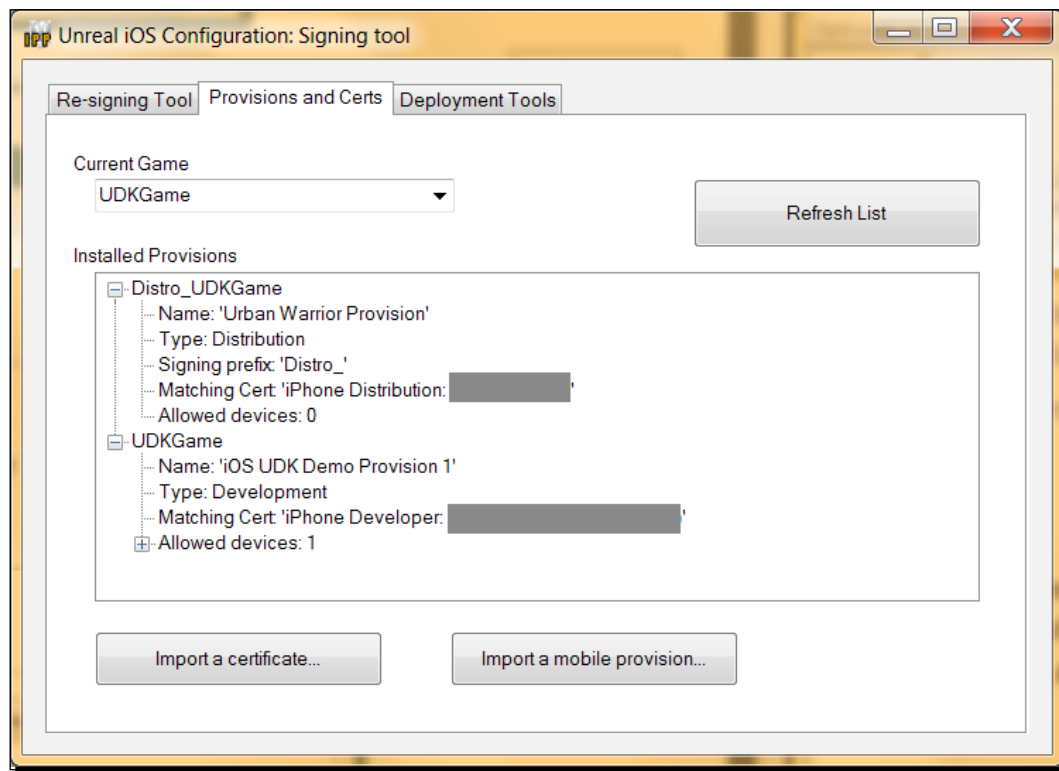 IPP Unreal iOS Configuration: Signing tool
Re-signing Tool Provisions and Certs Deployment Tools
Current Game
UDKGame
Refresh List
Installed Provisions
Distro_UDKGame
Name: 'Urban Warrior Provision'
Type: Distribution
Signing prefix: 'Distro_'
Matching Cert: 'iPhone Distribution: '
Allowed devices: 0
UDKGame
Name: 'iOS UDK Demo Provision 1'
Type: Development
Matching Cert: 'iPhone Developer: '
Allowed devices: 1
Import a certificate... Import a mobile provision...